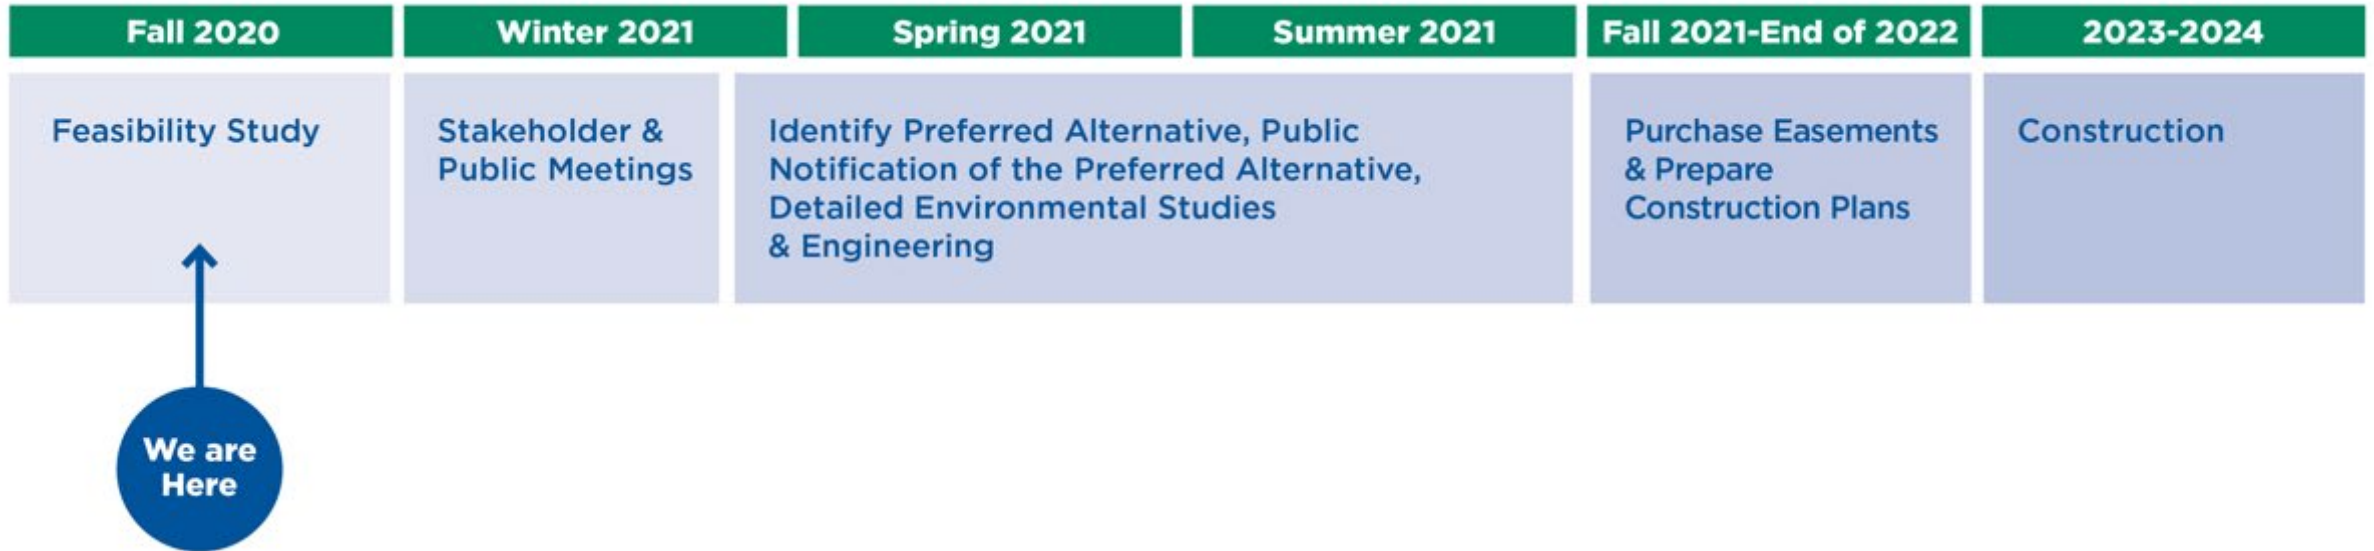 Fall 2020
Winter 2021
Spring 2021
Summer 2021
Fall 2021-End of 2022
2023-2024
Feasibility Study
Stakeholder &
Public Meetings
Identify Preferred Alternative, Public
Notification of the Preferred Alternative,
Detailed Environmental Studies
& Engineering
Purchase Easements
& Prepare
Construction Plans
Construction
We are
Here